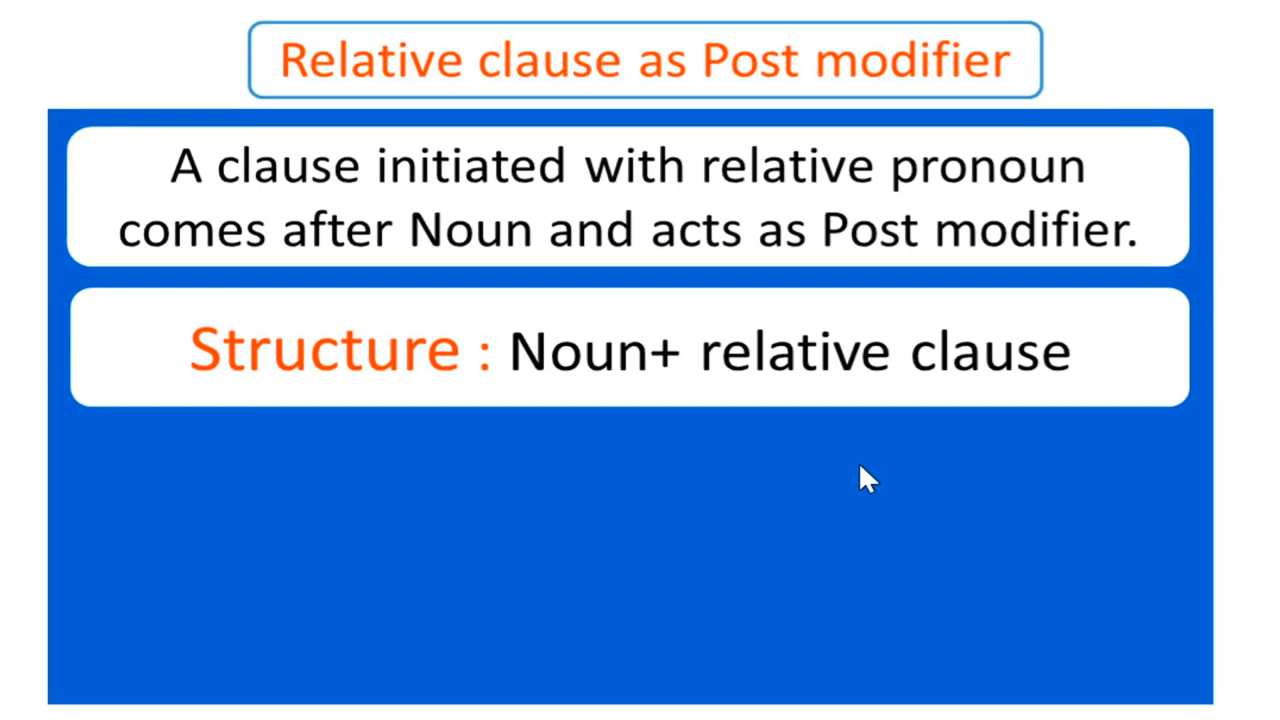 Relative clause as Post modifier
A clause initiated with relative pronoun
comes after Noun and acts as Post modifier.
Structure : Noun+ relative clause